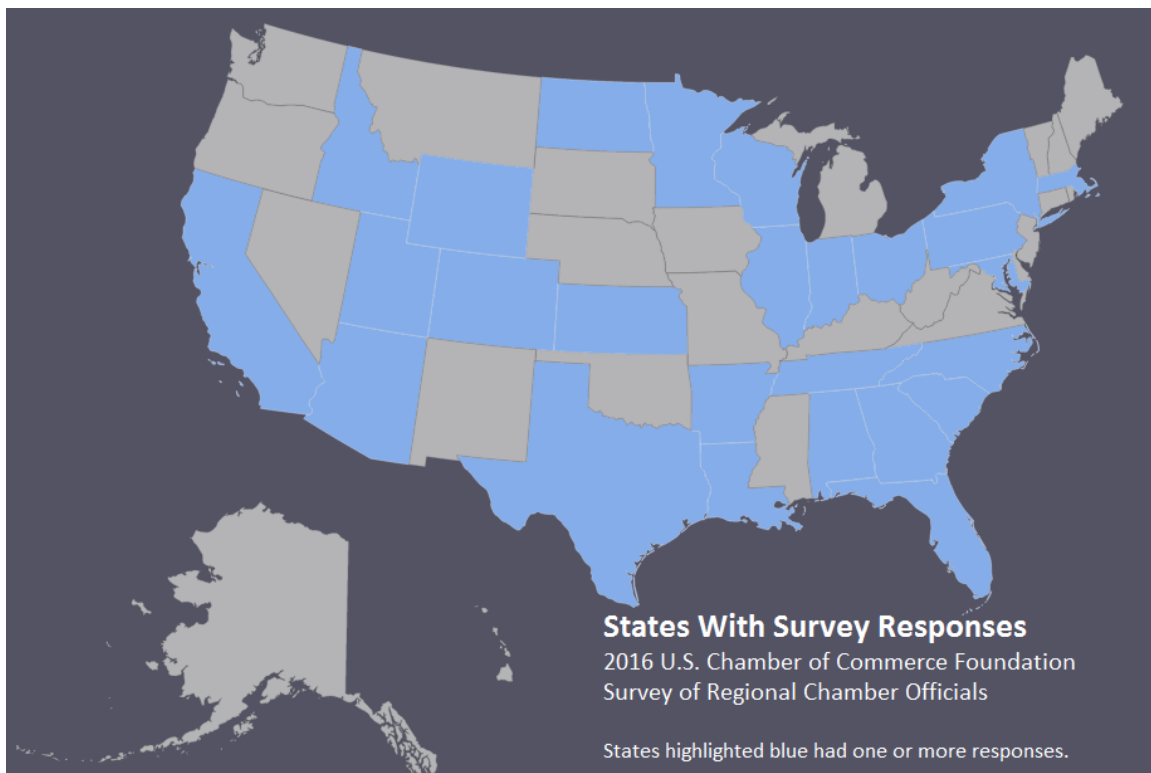 States With Survey Responses
2016 U.S. Chamber of Commerce Foundation
Survey of Regional Chamber Officials
States highlighted blue had one or more responses.